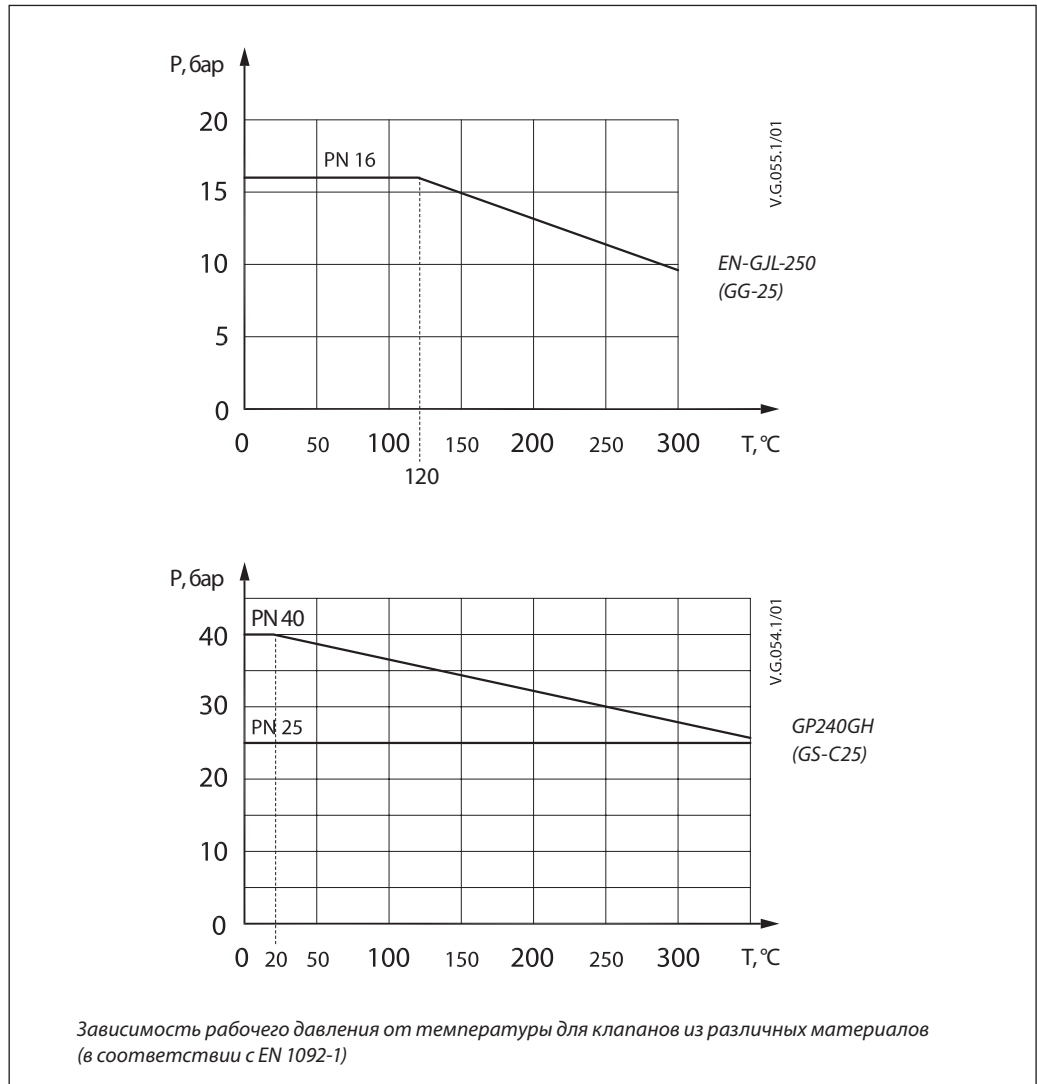 P, бар
20
PN 16
15
10
5
0
0 50 100 150 200 250 300 T, °C
120
V.G.055.1/01
EN-GJL-250
(GG-25)
P, бар
PN 40
40
30
PN 25
20
10
0
0 20 50 100 150 200 250 300 T, °C
V.G.054.1/01
GP240GH
(GS-C25)
Зависимость рабочего давления от температуры для клапанов из различных материалов
(в соответствии с EN 1092-1)